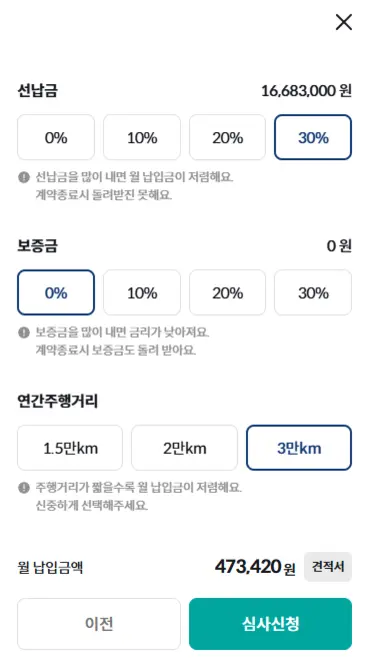 선납금 16,683,000 원
0% 10% 20% 30%
선납금을 많이 내면 월 납입금이 저렴해요.
계약종료시 돌려받진 못해요.
보증금 0 원
0% 10% 20% 30%
보증금을 많이 내면 금리가 낮아져요.
계약종료시 보증금도 돌려 받아요.
연간주행거리
1.5만km 2만km 3만km
주행거리가 짧을수록 월 납입금이 저렴해요.
신중하게 선택해주세요.
월 납입금액 473,420 원 견적서
이전 심사신청